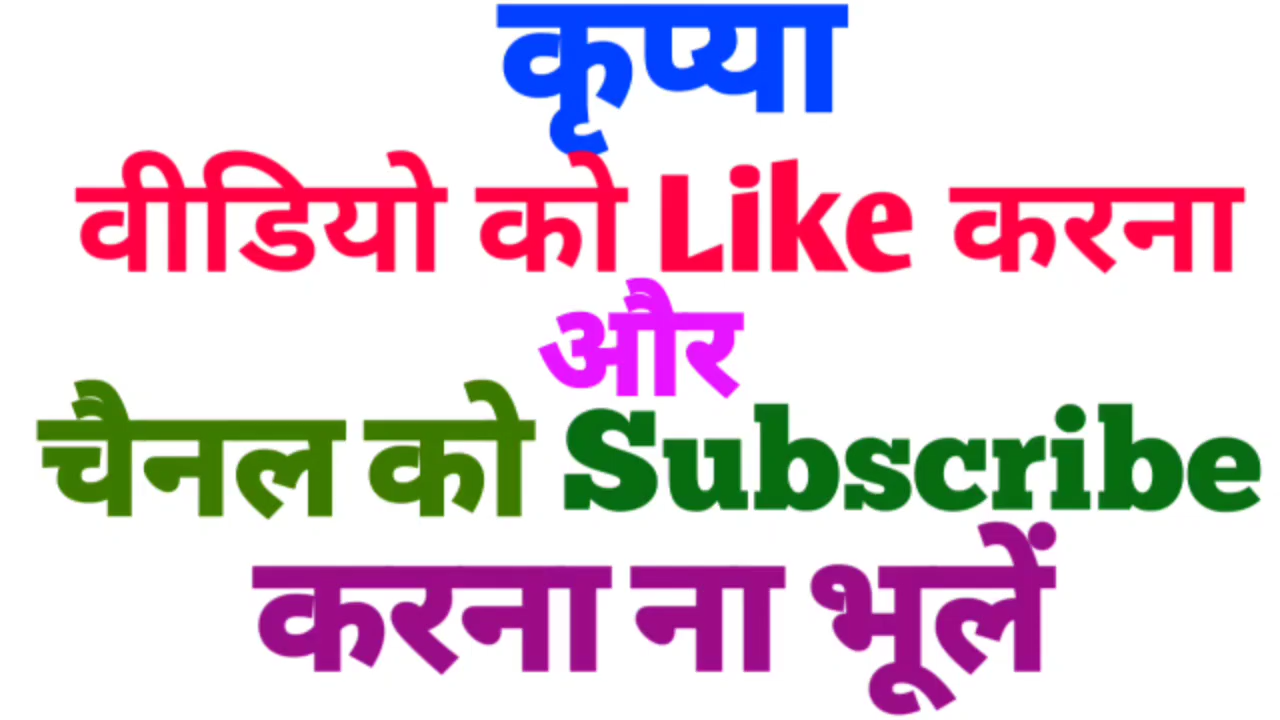 कृप्या
वीडियो को Like करना
और
चैनल को Subscribe
करना ना भूलें